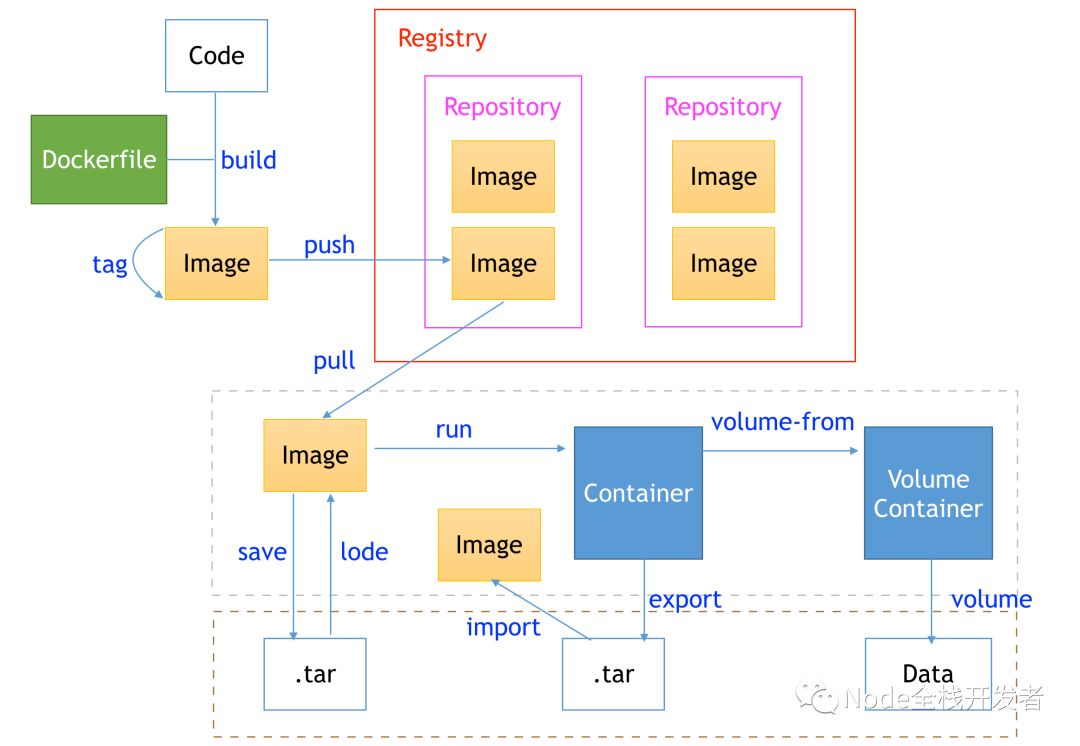 Code
Registry
Repository
Repository
Dockerfile
build
Image
Image
tag
Image
push
Image
Image
pull
Image
run
volume-from
Container
Volume
Container
save
lode
Image
export
volume
import
.tar
.tar
Data
Node全栈开发者